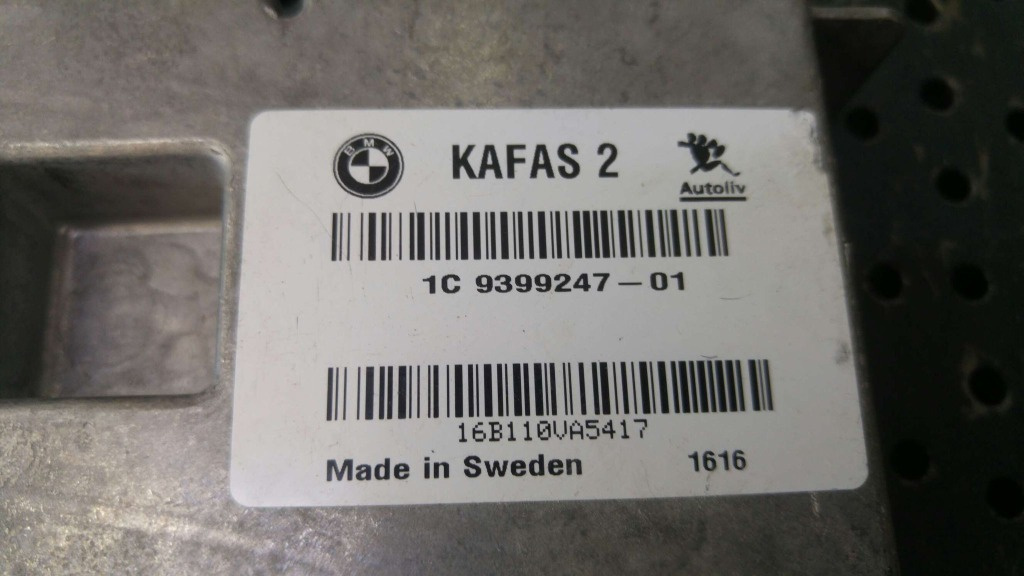 BMW
KAFAS 2
Autoliv
1C 9399247-01
16B110VA5417
Made in Sweden 1616